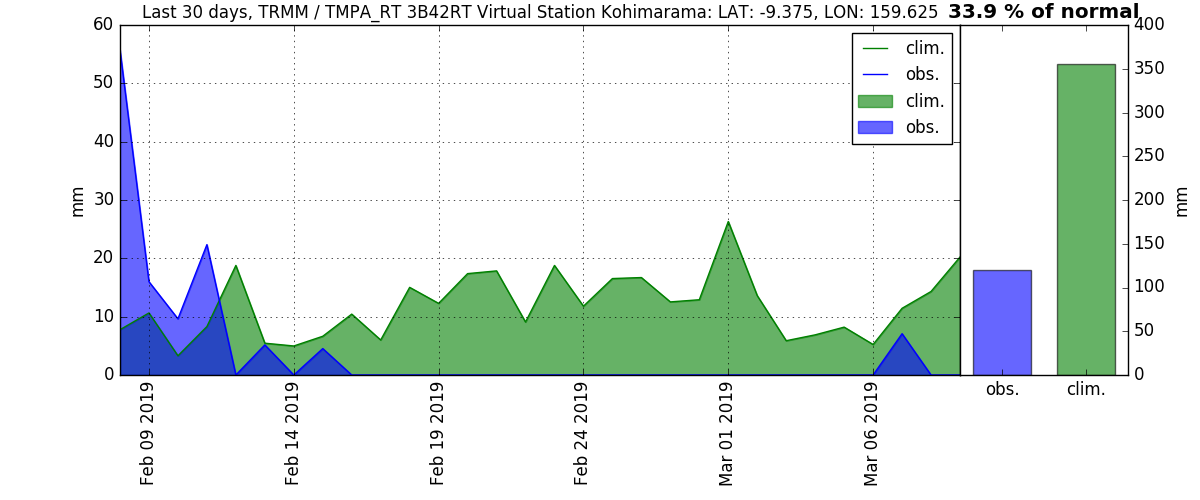 Last 30 days, TRMM / TMPA_RT 3B42RT Virtual Station Kohimarama: LAT: -9.375, LON: 159.625
33.9 % of normal
60
50
40
30
20
10
0
mm
clim.
obs.
clim.
obs.
Feb 09 2019
Feb 14 2019
Feb 19 2019
Feb 24 2019
Mar 01 2019
Mar 06 2019
400
350
300
250
200
150
100
50
0
mm
obs.
clim.